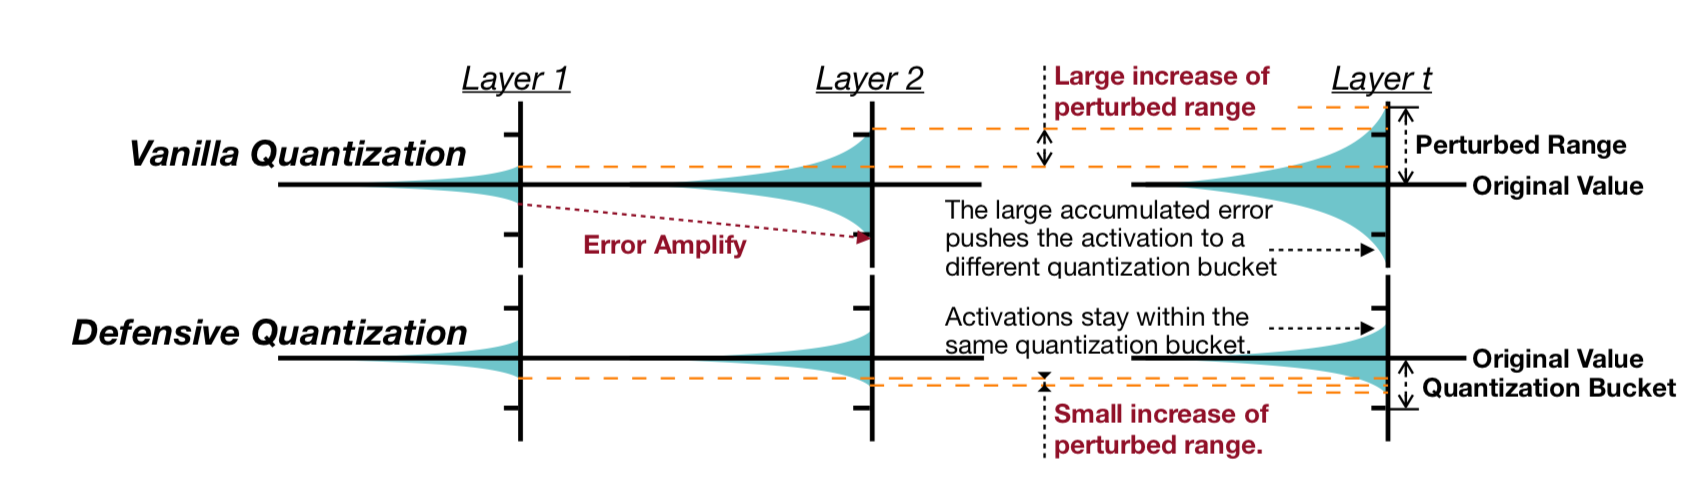 Layer 1
Layer 2
Large increase of
perturbed range
Layer t
Vanilla Quantization
Perturbed Range
Original Value
Error Amplify
The large accumulated error
pushes the activation to a
different quantization bucket
Defensive Quantization
Activations stay within the
same quantization bucket.
Original Value
Quantization Bucket
Small increase of
perturbed range.